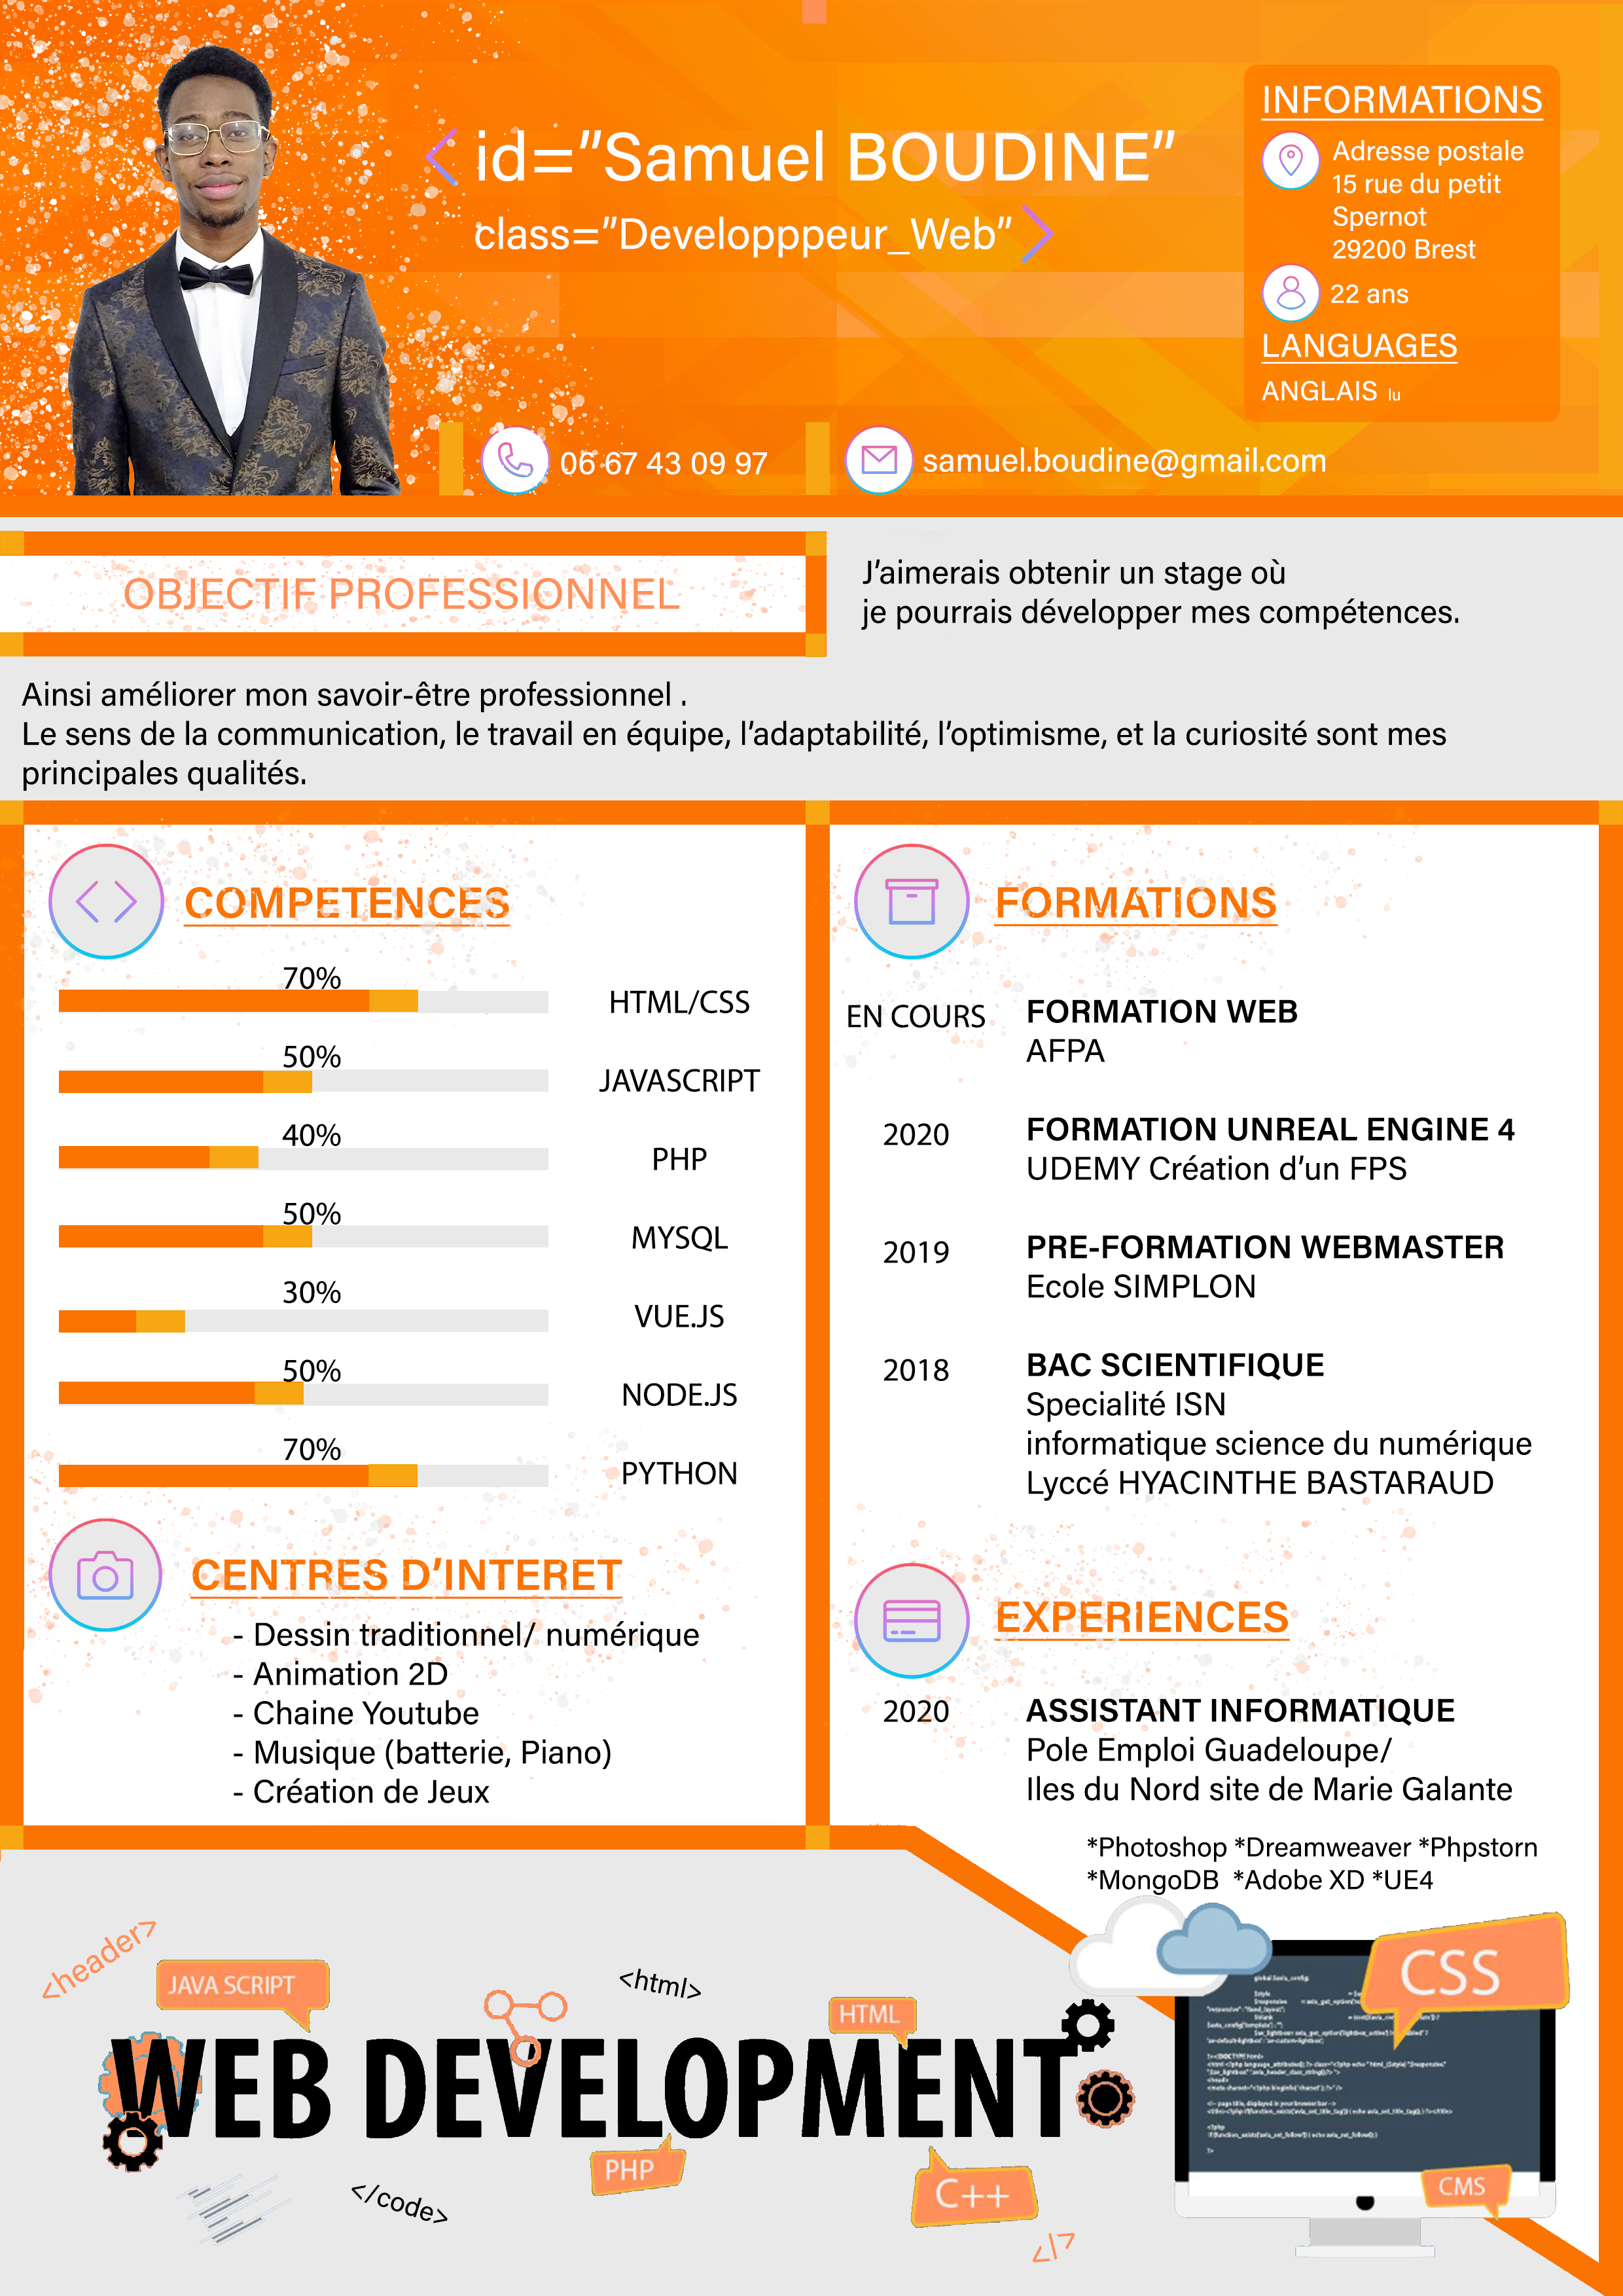 id="Samuel BOUDINE"
class="Developppeur_Web"
INFORMATIONS
Adresse postale
15 rue du petit
Spernot
29200 Brest
22 ans
LANGUAGES
ANGLAIS lu
06 67 43 09 97
samuel.boudine@gmail.com
OBJECTIF PROFESSIONNEL
J'aimerais obtenir un stage où
je pourrais développer mes compétences.
Ainsi améliorer mon savoir-être professionnel .
Le sens de la communication, le travail en équipe, l'adaptabilité, l'optimisme, et la curiosité sont mes
principales qualités.
COMPETENCES
70%
HTML/CSS
50%
JAVASCRIPT
40%
PHP
50%
MYSQL
30%
VUE.JS
50%
NODE.JS
70%
PYTHON
CENTRES D'INTERET
- Dessin traditionnel/ numérique
- Animation 2D
- Chaine Youtube
- Musique (batterie, Piano)
- Création de Jeux
FORMATIONS
EN COURS FORMATION WEB
AFPA
2020 FORMATION UNREAL ENGINE 4
UDEMY Création d'un FPS
2019 PRE-FORMATION WEBMASTER
Ecole SIMPLON
2018 BAC SCIENTIFIQUE
Specialité ISN
informatique science du numérique
Lyccé HYACINTHE BASTARAUD
EXPERIENCES
2020 ASSISTANT INFORMATIQUE
Pole Emploi Guadeloupe/
Iles du Nord site de Marie Galante
*Photoshop *Dreamweaver *Phpstorn
*MongoDB *Adobe XD *UE4
<header>
JAVA SCRIPT
<html>
HTML
CSS
WEB DEVELOPMENT
PHP
C++
CMS
</code>
</>